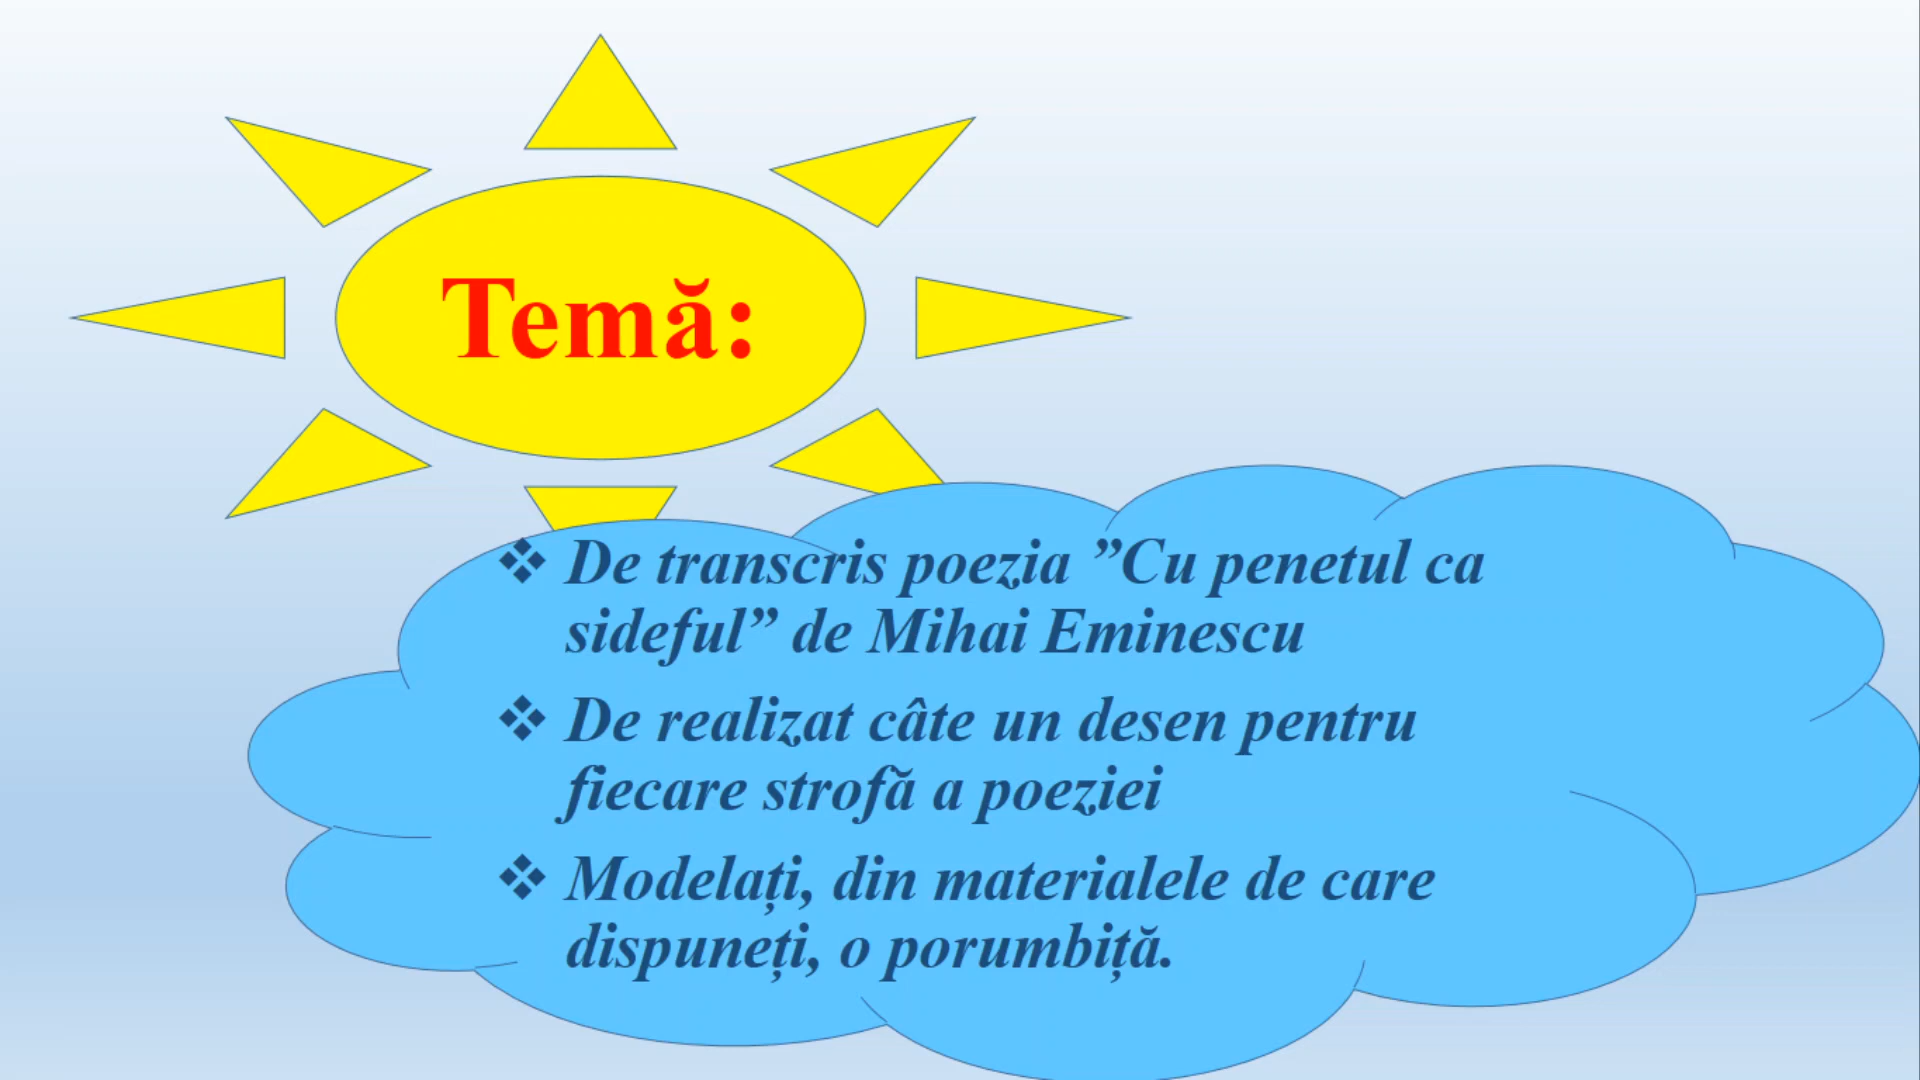 Temă:
❖ De transcris poezia ”Cu penetul ca
sideful” de Mihai Eminescu
❖ De realizat câte un desen pentru
fiecare strofă a poeziei
❖ Modelați, din materialele de care
dispuneți, o porumbiță.